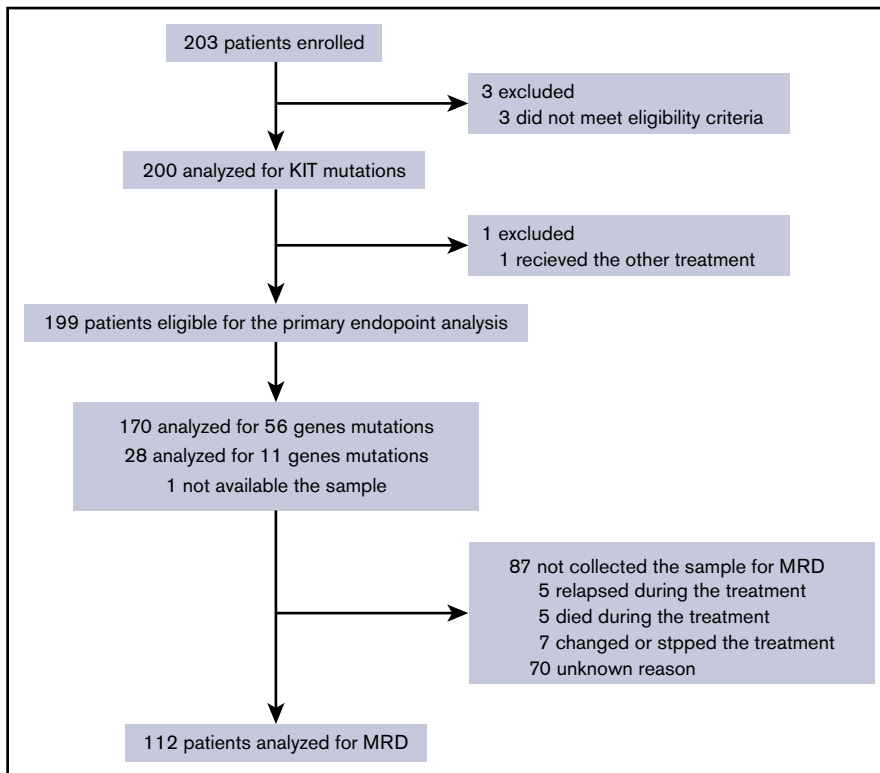 203 patients enrolled
3 excluded
3 did not meet eligibility criteria
200 analyzed for KIT mutations
1 excluded
1 recieved the other treatment
199 patients eligible for the primary endopoint analysis
170 analyzed for 56 genes mutations
28 analyzed for 11 genes mutations
1 not available the sample
87 not collected the sample for MRD
5 relapsed during the treatment
5 died during the treatment
7 changed or stpped the treatment
70 unknown reason
112 patients analyzed for MRD